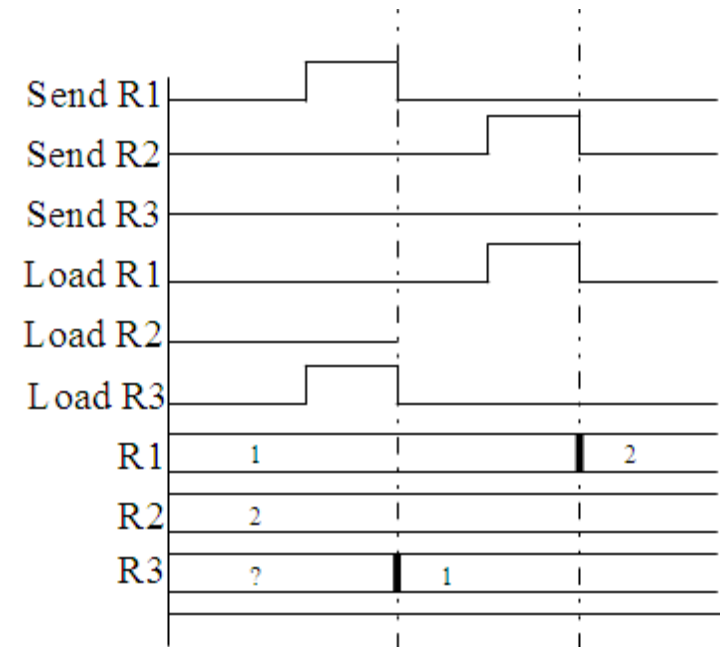 Send R1
Send R2
Send R3
Load R1
Load R2
Load R3
R1 1 2
R2 2
R3 ? 1